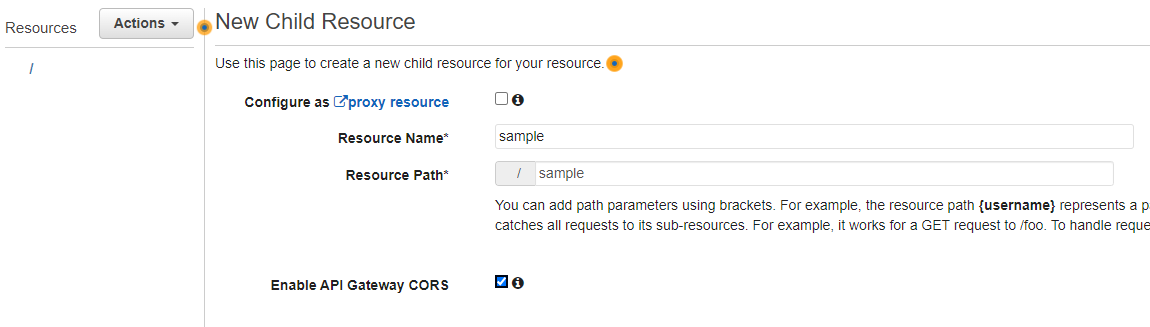 Resources
Actions
New Child Resource
/
Use this page to create a new child resource for your resource.
Configure as proxy resource
Resource Name*
sample
Resource Path*
/ sample
You can add path parameters using brackets. For example, the resource path {username} represents a p
catches all requests to its sub-resources. For example, it works for a GET request to /foo. To handle reque
Enable API Gateway CORS